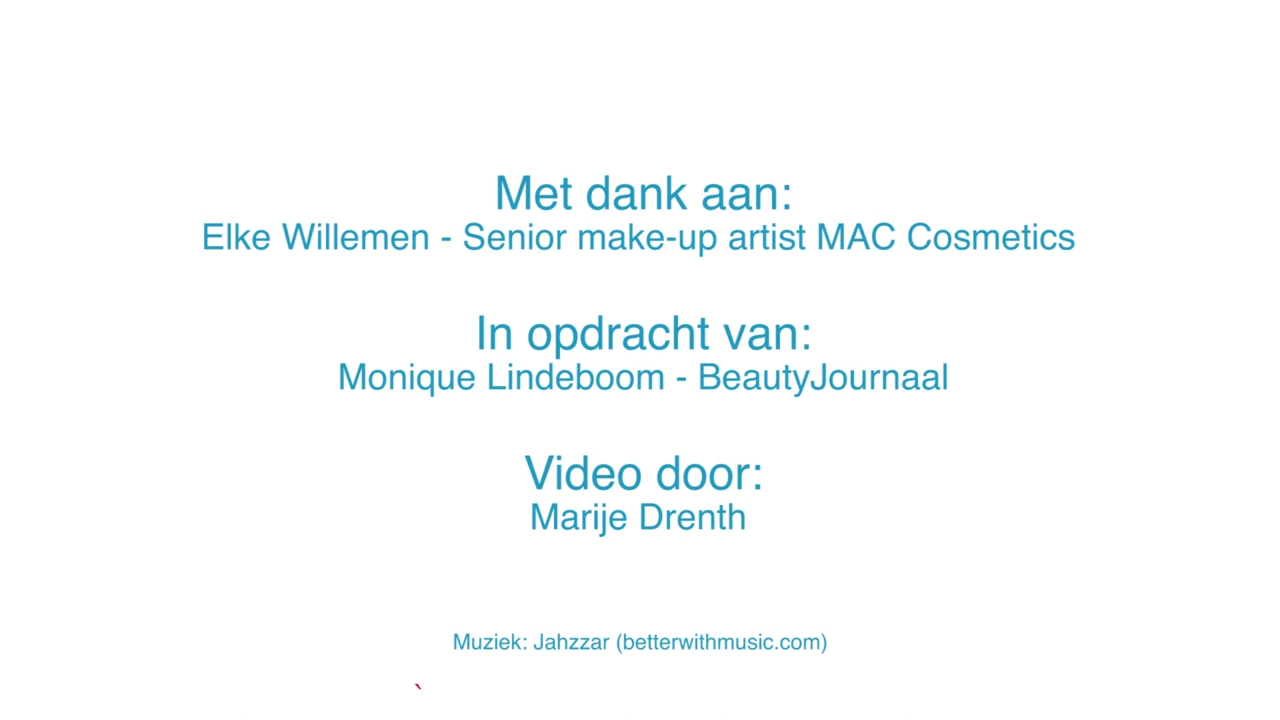 Met dank aan:
Elke Willemen - Senior make-up artist MAC Cosmetics
In opdracht van:
Monique Lindeboom - BeautyJournaal
Video door:
Marije Drenth
Muziek: Jahzzar (betterwithmusic.com)
`